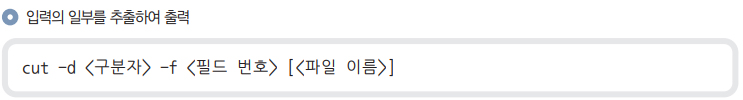 입력의 일부를 추출하여 출력
cut -d <구분자> -f <필드 번호> [<파일 이름>]